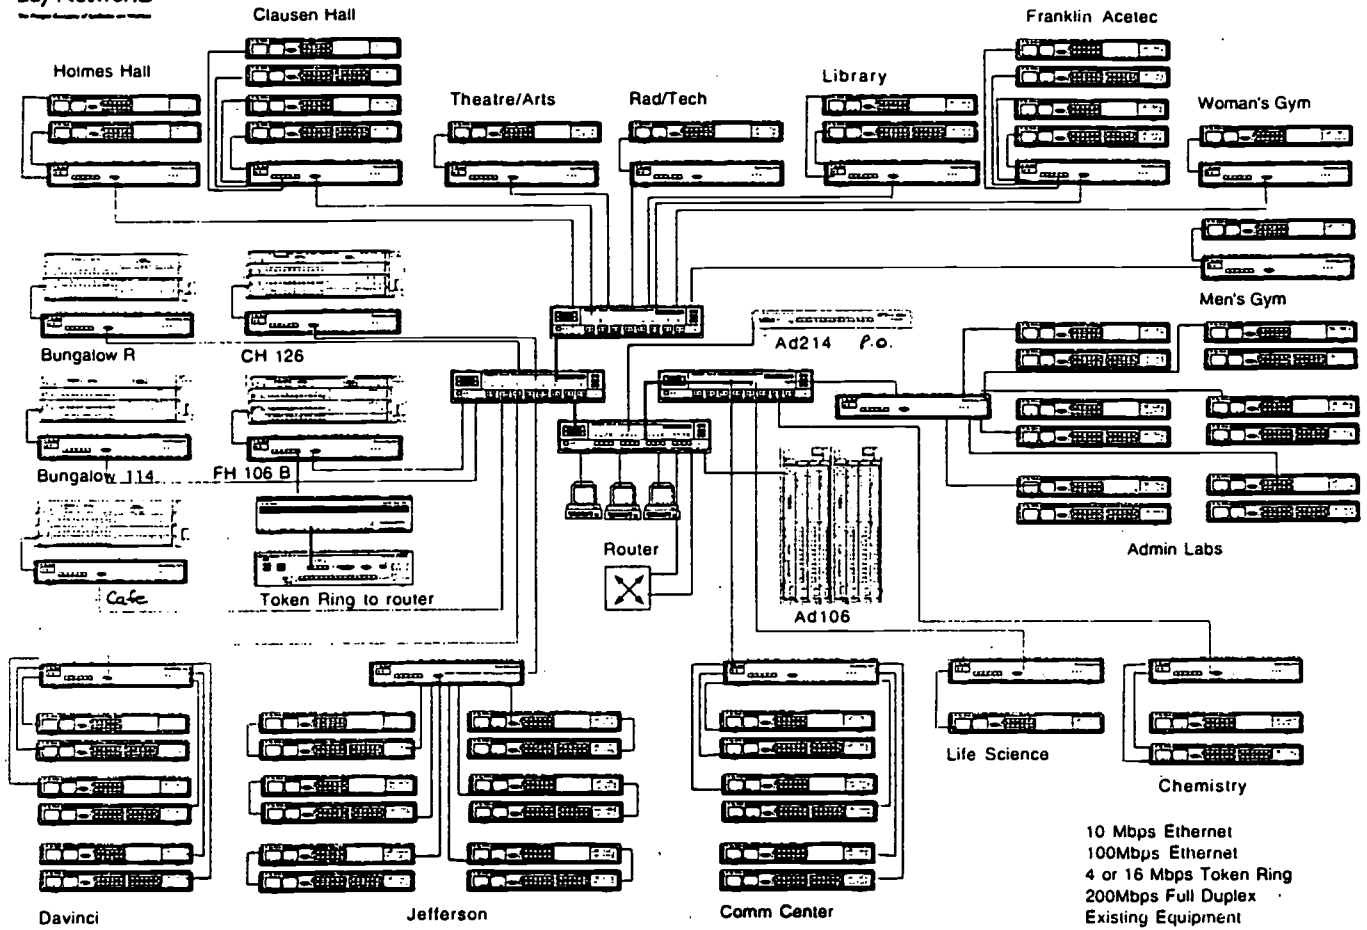 Bay Networks
Clausen Hall
Franklin Acetec
Holmes Hall
Library
Theatre/Arts
Rad/Tech
Woman's Gym
Men's Gym
Bungalow R
CH 126
Ad214 P.O.
Bungalow 114
FH 106 B
Router
Admin Labs
Cafe
Token Ring to router
Ad106
Life Science
Chemistry
10 Mbps Ethernet
100Mbps Ethernet
4 or 16 Mbps Token Ring
200Mbps Full Duplex
Existing Equipment
Davinci
Jefferson
Comm Center